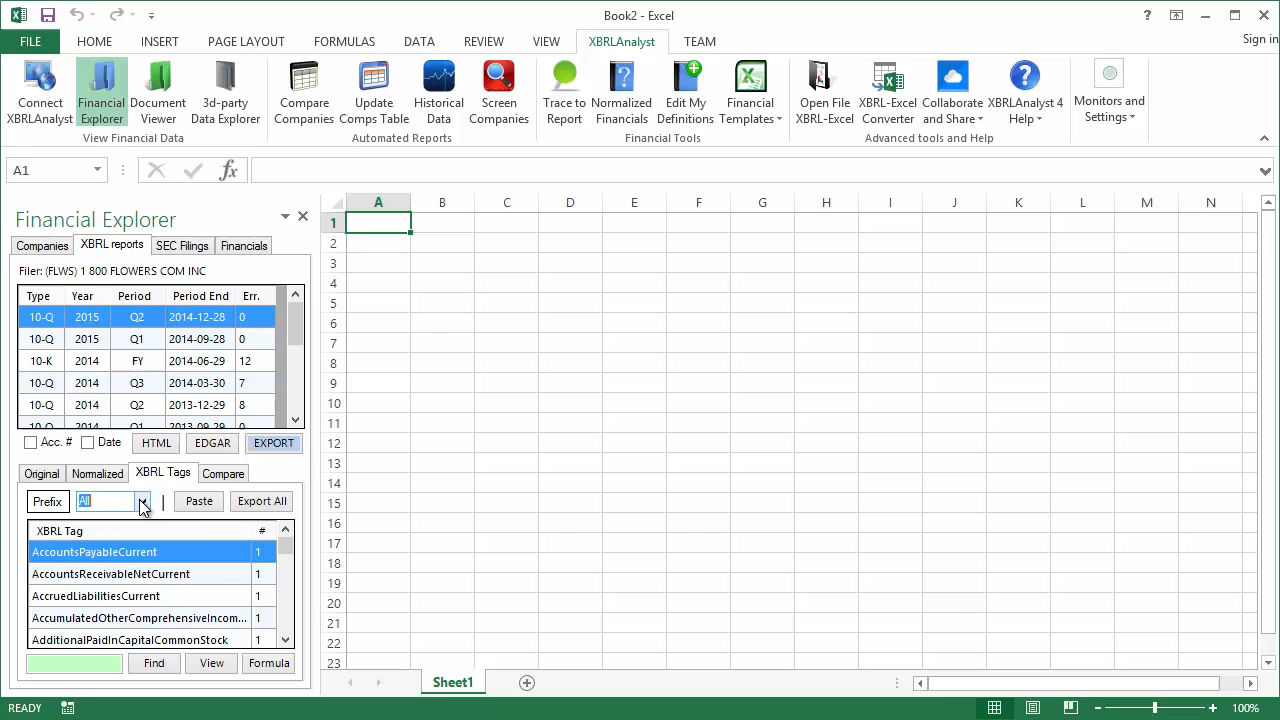 Book2 - Excel
?
FILE HOME INSERT PAGE LAYOUT FORMULAS DATA REVIEW VIEW XBRLAnalyst TEAM
Sign in
Connect XBRLAnalyst
Financial Explorer
Document Viewer
3d-party Data Explorer
View Financial Data
Compare Companies
Update Comps Table
Historical Data
Screen Companies
Automated Reports
Trace to Report
Normalized Financials
Edit My Definitions
Financial Templates
Financial Tools
Open File XBRL-Excel
XBRL-Excel Converter
Collaborate and Share
XBRLAnalyst 4 Help
Advanced tools and Help
Monitors and Settings
A1
fx
Financial Explorer
Companies XBRL reports SEC Filings Financials
Filer: (FLWS) 1 800 FLOWERS COM INC
Type Year Period Period End Err.
10-Q 2015 Q2 2014-12-28 0
10-Q 2015 Q1 2014-09-28 0
10-K 2014 FY 2014-06-29 12
10-Q 2014 Q3 2014-03-30 7
10-Q 2014 Q2 2013-12-29 8
10-Q 2014 Q1 2013-09-29 0
Acc. # Date HTML EDGAR EXPORT
Original Normalized XBRL Tags Compare
Prefix All Paste Export All
XBRL Tag #
AccountsPayableCurrent 1
AccountsReceivableNetCurrent 1
AccruedLiabilitiesCurrent 1
AccumulatedOtherComprehensiveIncom... 1
AdditionalPaidInCapitalCommonStock 1
Find View Formula
A B C D E F G H I J K L M N
1
2
3
4
5
6
7
8
9
10
11
12
13
14
15
16
17
18
19
20
21
22
23
Sheet1
READY
100%